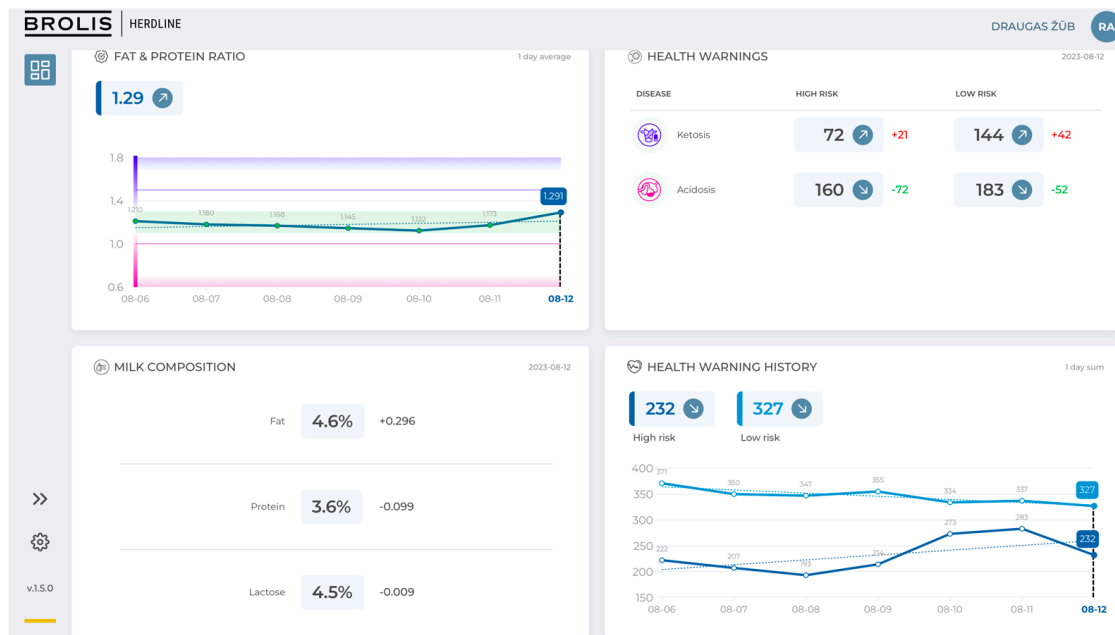 BROLIS HERDLINE
DRAUGAS ŽŪB
RA
FAT & PROTEIN RATIO
1 day average
1.29
1.8
1.4
1.0
0.6
1.210
1.180
1.168
1.145
1.122
1.173
1.291
08-06 08-07 08-08 08-09 08-10 08-11 08-12
HEALTH WARNINGS
2023-08-12
DISEASE HIGH RISK LOW RISK
Ketosis 72 +21 144 +42
Acidosis 160 -72 183 -52
MILK COMPOSITION
2023-08-12
Fat 4.6% +0.296
Protein 3.6% -0.099
Lactose 4.5% -0.009
HEALTH WARNING HISTORY
1 day sum
232 327
High risk Low risk
400
350
300
250
200
150
371
350
347
355
334
337
327
222
207
193
214
273
283
232
08-06 08-07 08-08 08-09 08-10 08-11 08-12
v.1.5.0